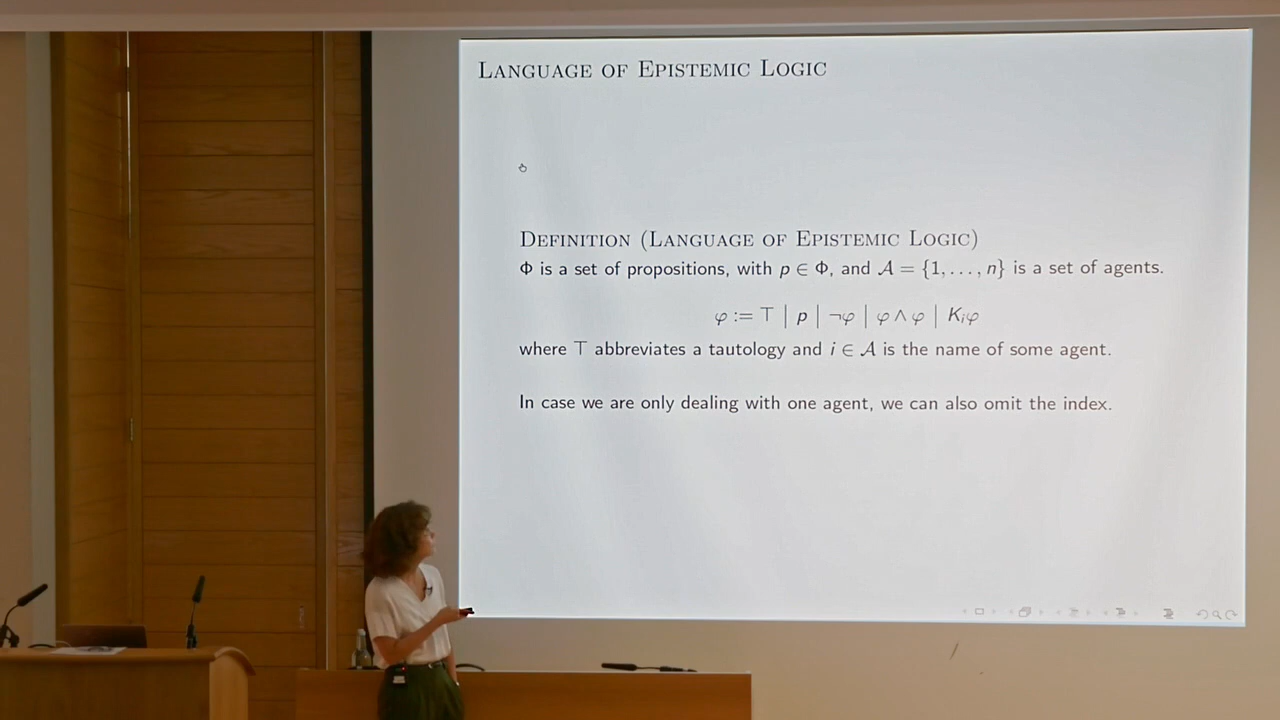 Language of Epistemic Logic
Definition (Language of Epistemic Logic)
Φ is a set of propositions, with p ∈ Φ, and 𝒜 = {1, . . . , n} is a set of agents.
φ := ⊤ | p | ¬φ | φ ∧ φ | Kᵢφ
where ⊤ abbreviates a tautology and i ∈ 𝒜 is the name of some agent.
In case we are only dealing with one agent, we can also omit the index.